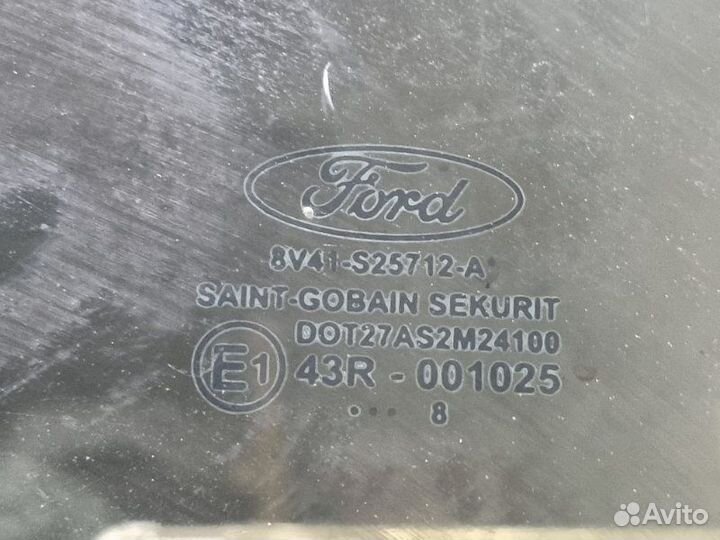 Ford
8V41-S25712-A
SAINT-GOBAIN SEKURIT
DOT27AS2M24100
E1 43R - 001025
... 8
Avito